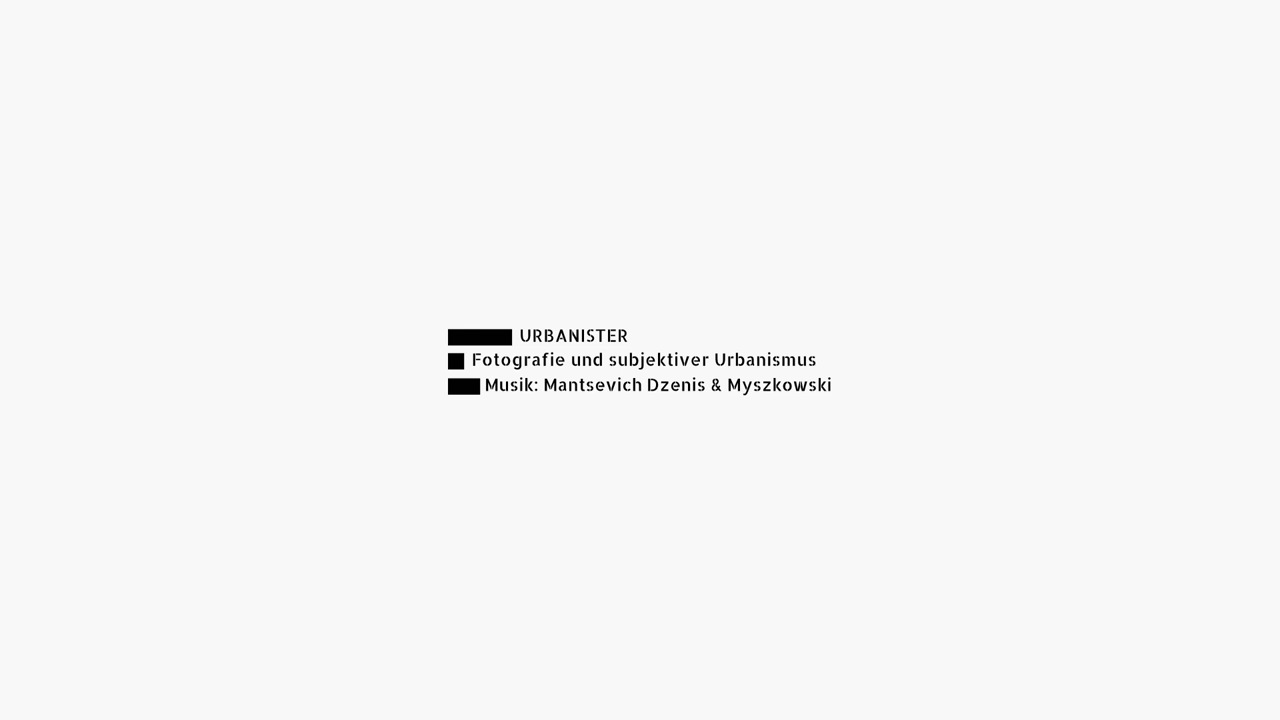 URBANISTER
Fotografie und subjektiver Urbanismus
Musik: Mantsevich Dzenis & Myszkowski